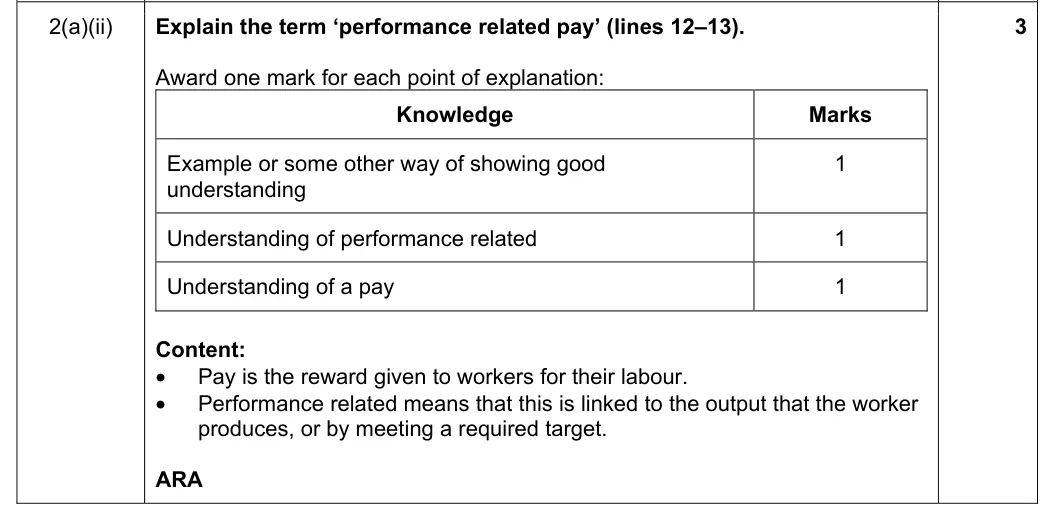 2(a)(ii) Explain the term ‘performance related pay’ (lines 12–13). 3
Award one mark for each point of explanation:
Knowledge Marks
Example or some other way of showing good 1
understanding
Understanding of performance related 1
Understanding of a pay 1
Content:
• Pay is the reward given to workers for their labour.
• Performance related means that this is linked to the output that the worker
produces, or by meeting a required target.
ARA